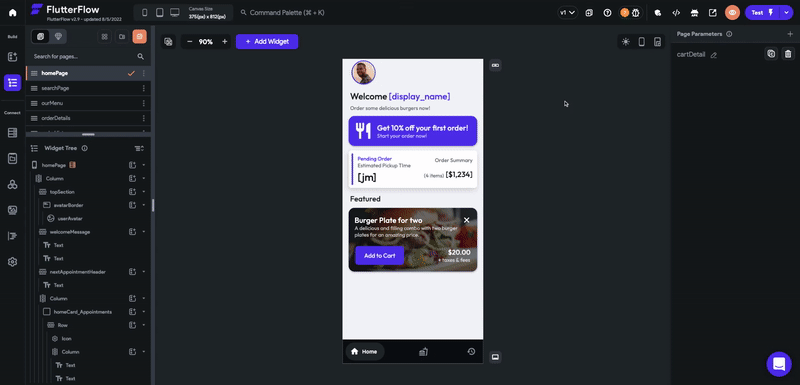 FlutterFlow
FlutterFlow v2.9 - updated 8/5/2022
Canvas Size
375(px) x 812(px)
Command Palette (⌘ + K)
v1
Test
Build
Connect
Search for pages...
homePage
searchPage
ourMenu
orderDetails
Widget Tree
homePage
Column
topSection
avatarBorder
userAvatar
welcomeMessage
Text
Text
nextAppointmentHeader
Text
Column
homeCard_Appointments
Row
Icon
Column
Text
Text
90%
+ Add Widget
Welcome [display_name]
Order some delicious burgers now!
Get 10% off your first order!
Start your order now!
Pending Order
Estimated Pickup Time
[jm]
Order Summary
(4 items) [$1,234]
Featured
Burger Plate for two
A delicious and filling combo with two burger
plates for an amazing price.
Add to Cart
$20.00
+ taxes & fees
Home
Page Parameters
cartDetail